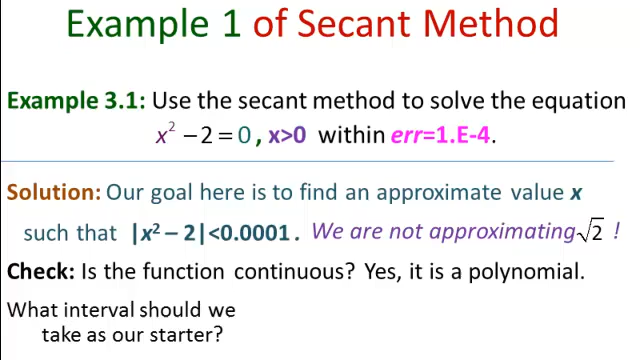 Example 1 of Secant Method
Example 3.1: Use the secant method to solve the equation
x² – 2 = 0 , x>0 within err=1.E-4.
Solution: Our goal here is to find an approximate value x
such that |x² – 2|<0.0001. We are not approximating √2 !
Check: Is the function continuous? Yes, it is a polynomial.
What interval should we
take as our starter?